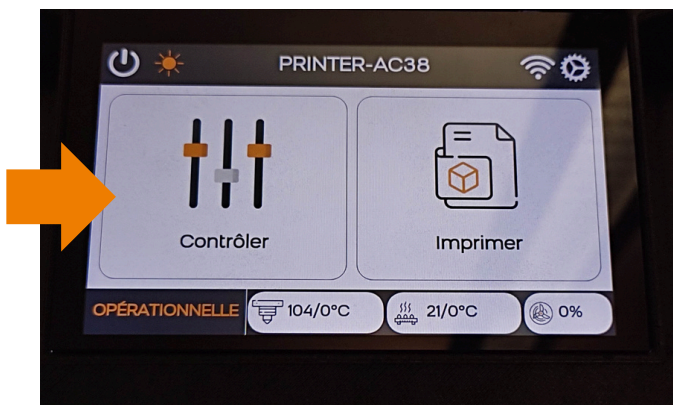 PRINTER-AC38
Contrôler
Imprimer
OPÉRATIONNELLE
104/0°C
21/0°C
0%